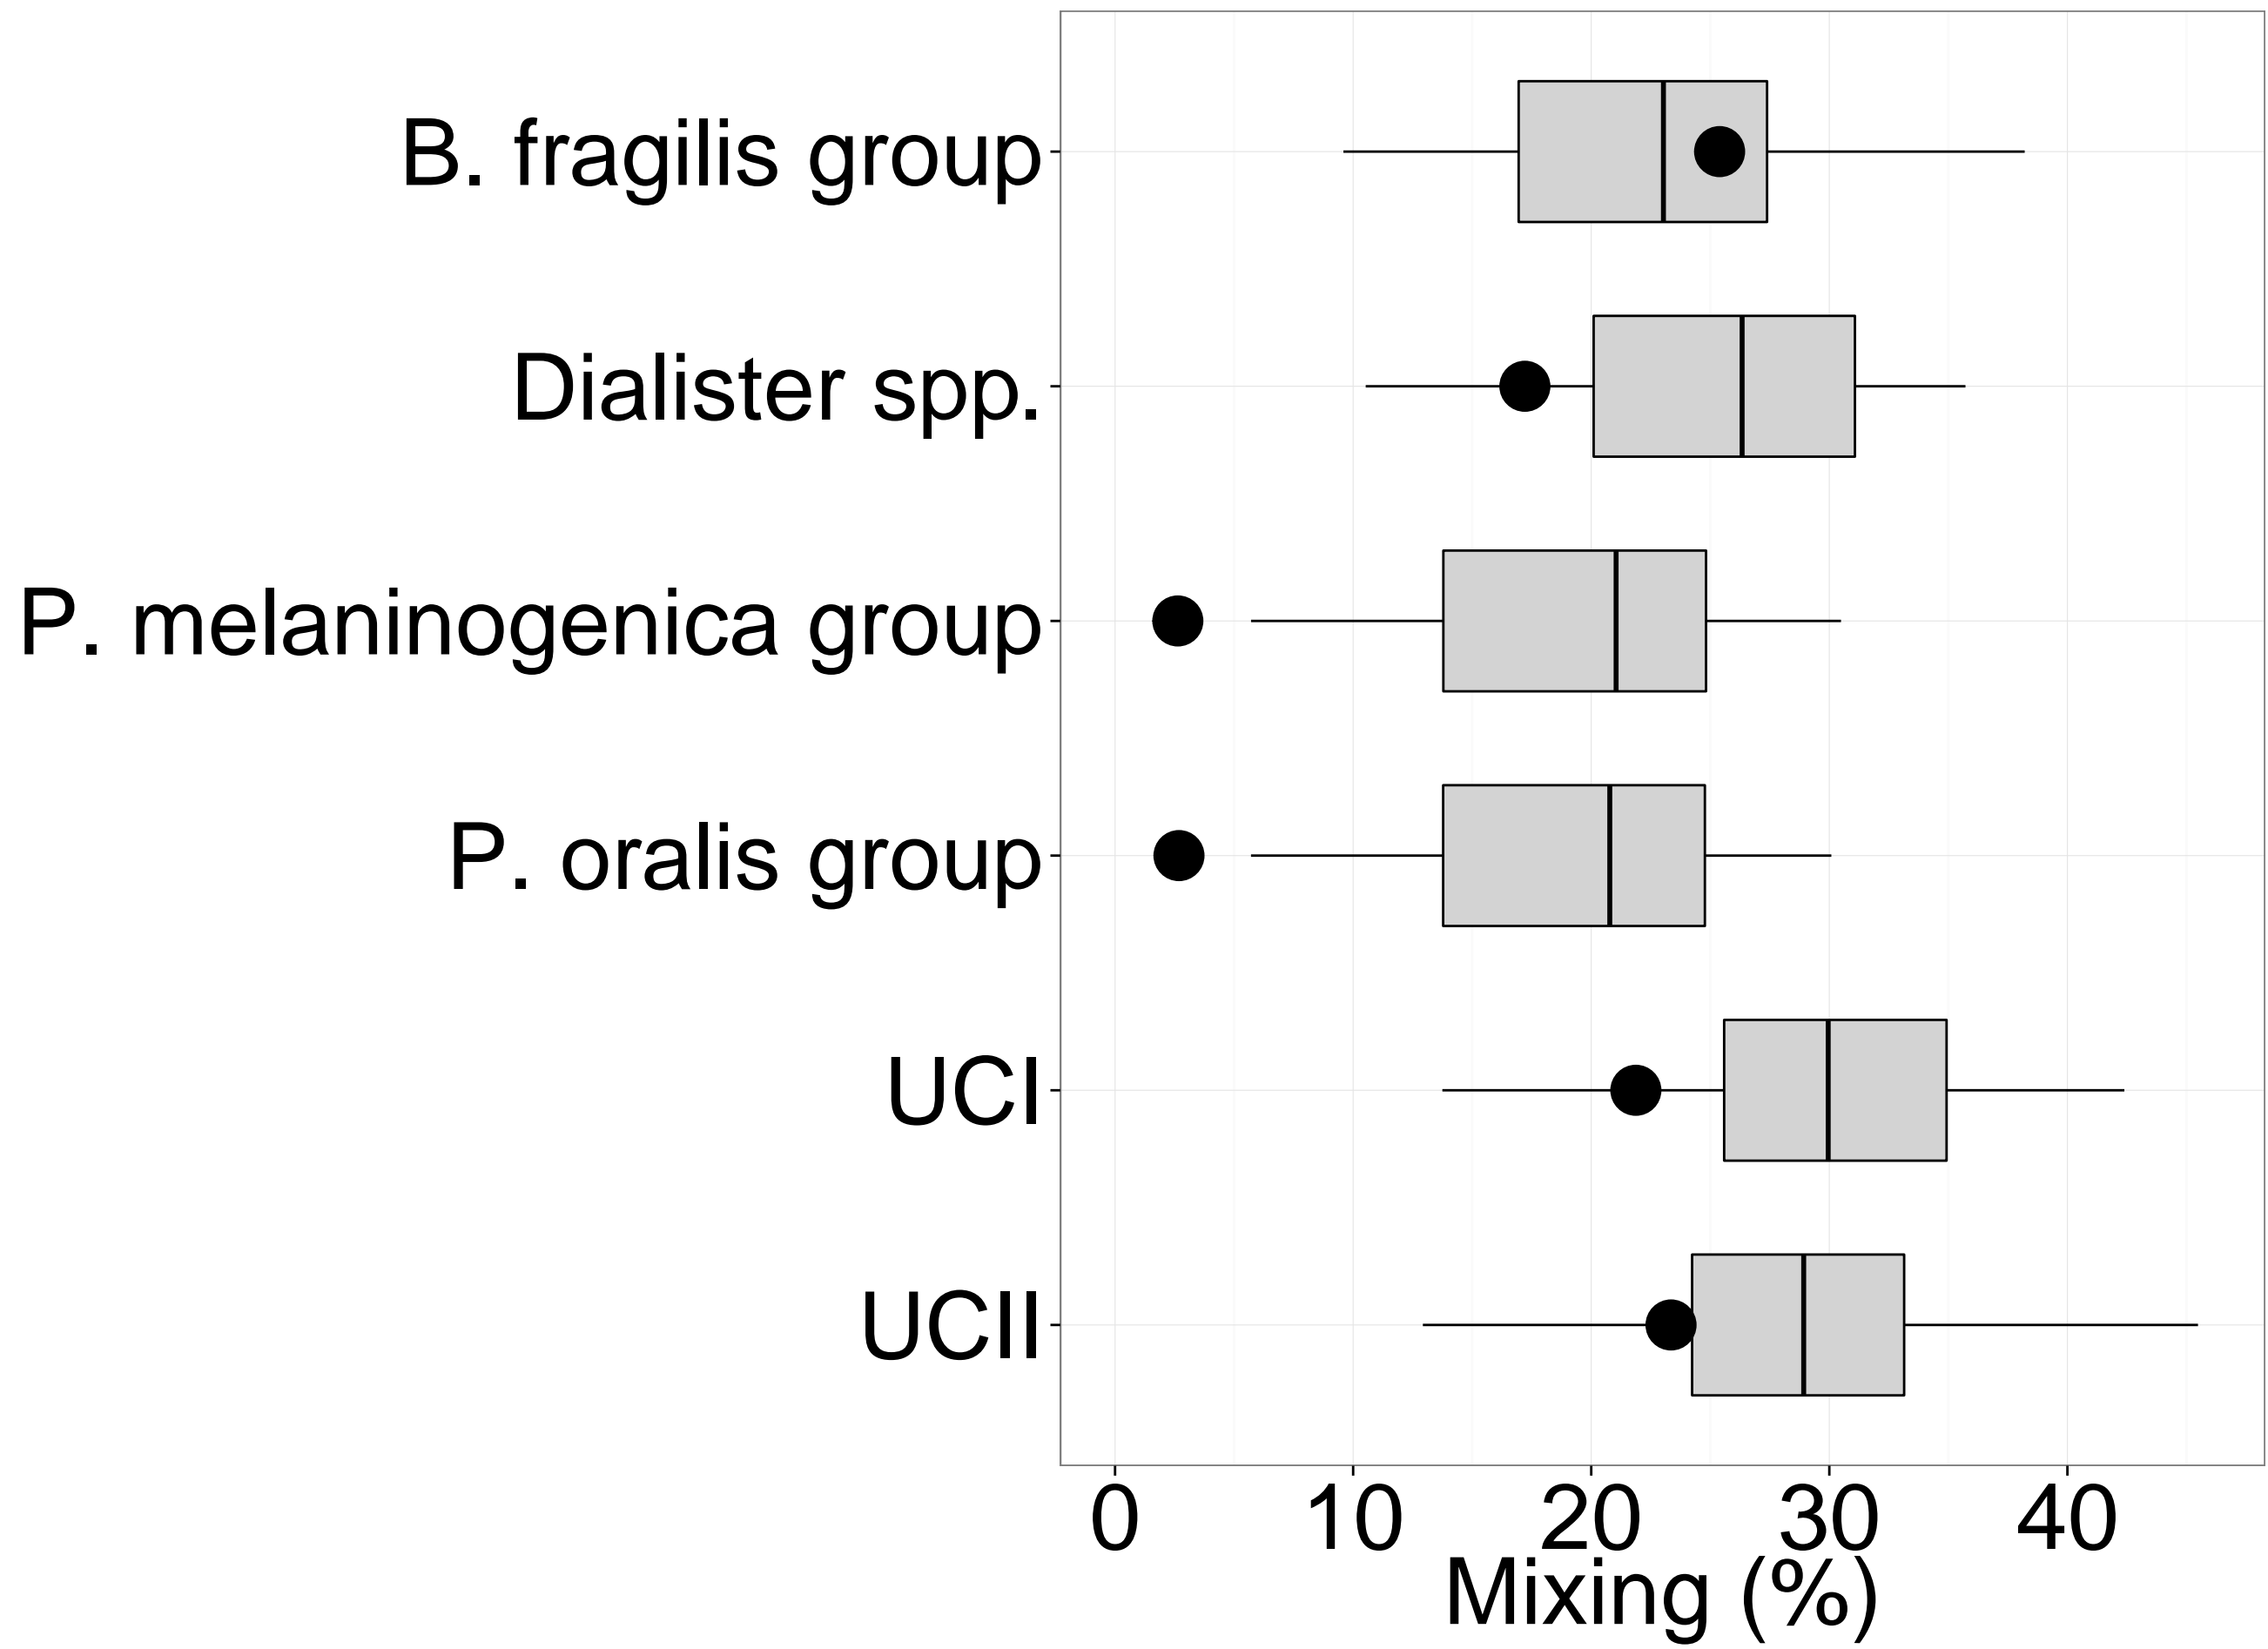 B. fragilis group
Dialister spp.
P. melaninogenica group
P. oralis group
UCI
UCII
0 10 20 30 40
Mixing (%)